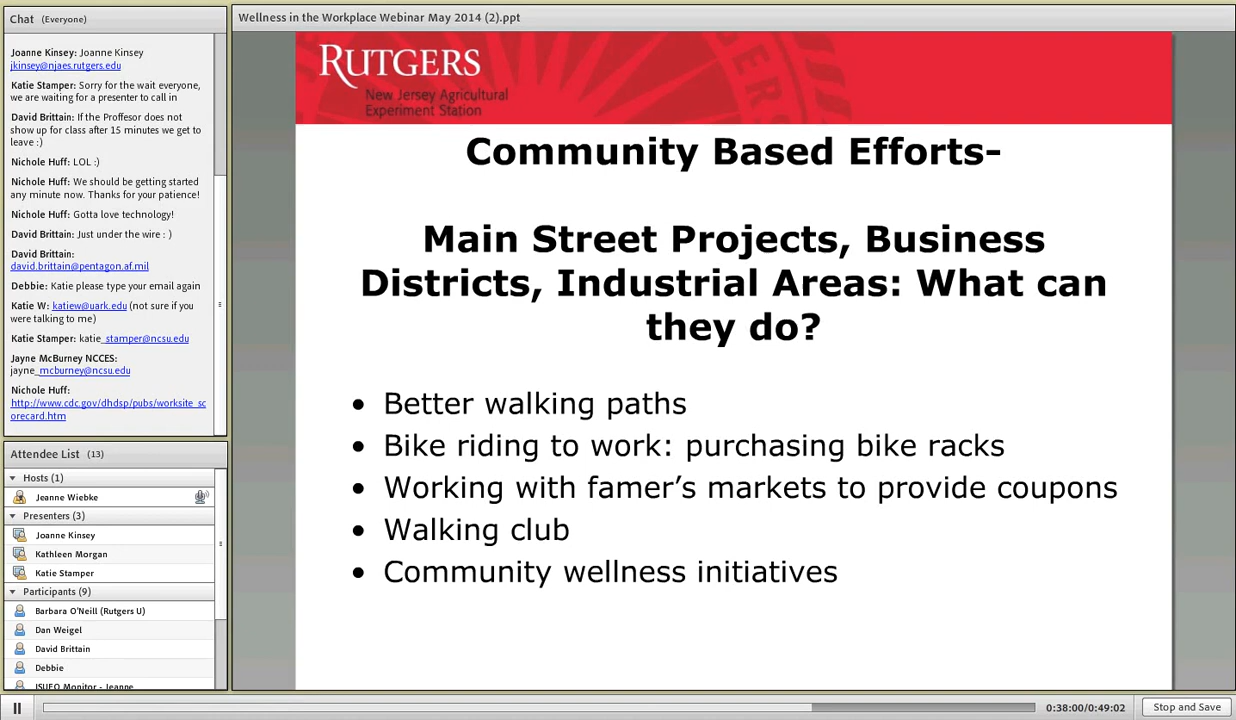 Chat (Everyone)
Joanne Kinsey: Joanne Kinsey
jkinsey@njaes.rutgers.edu
Katie Stamper: Sorry for the wait everyone,
we are waiting for a presenter to call in
David Brittain: If the Proffesor does not
show up for class after 15 minutes we get to
leave :)
Nichole Huff: LOL :)
Nichole Huff: We should be getting started
any minute now. Thanks for your patience!
Nichole Huff: Gotta love technology!
David Brittain: Just under the wire : )
David Brittain:
david.brittain@pentagon.af.mil
Debbie: Katie please type your email again
Katie W: katiew@uark.edu (not sure if you
were talking to me)
Katie Stamper: katie_stamper@ncsu.edu
Jayne McBurney NCCES:
jayne_mcburney@ncsu.edu
Nichole Huff:
http://www.cdc.gov/dhdsp/pubs/worksite_sc
orecard.htm
Attendee List (13)
Hosts (1)
Jeanne Wiebke
Presenters (3)
Joanne Kinsey
Kathleen Morgan
Katie Stamper
Participants (9)
Barbara O'Neill (Rutgers U)
Dan Weigel
David Brittain
Debbie
ISUEO Monitor - Jeanne
Wellness in the Workplace Webinar May 2014 (2).ppt
RUTGERS
New Jersey Agricultural
Experiment Station
Community Based Efforts-
Main Street Projects, Business
Districts, Industrial Areas: What can
they do?
• Better walking paths
• Bike riding to work: purchasing bike racks
• Working with famer’s markets to provide coupons
• Walking club
• Community wellness initiatives
0:38:00/0:49:02
Stop and Save